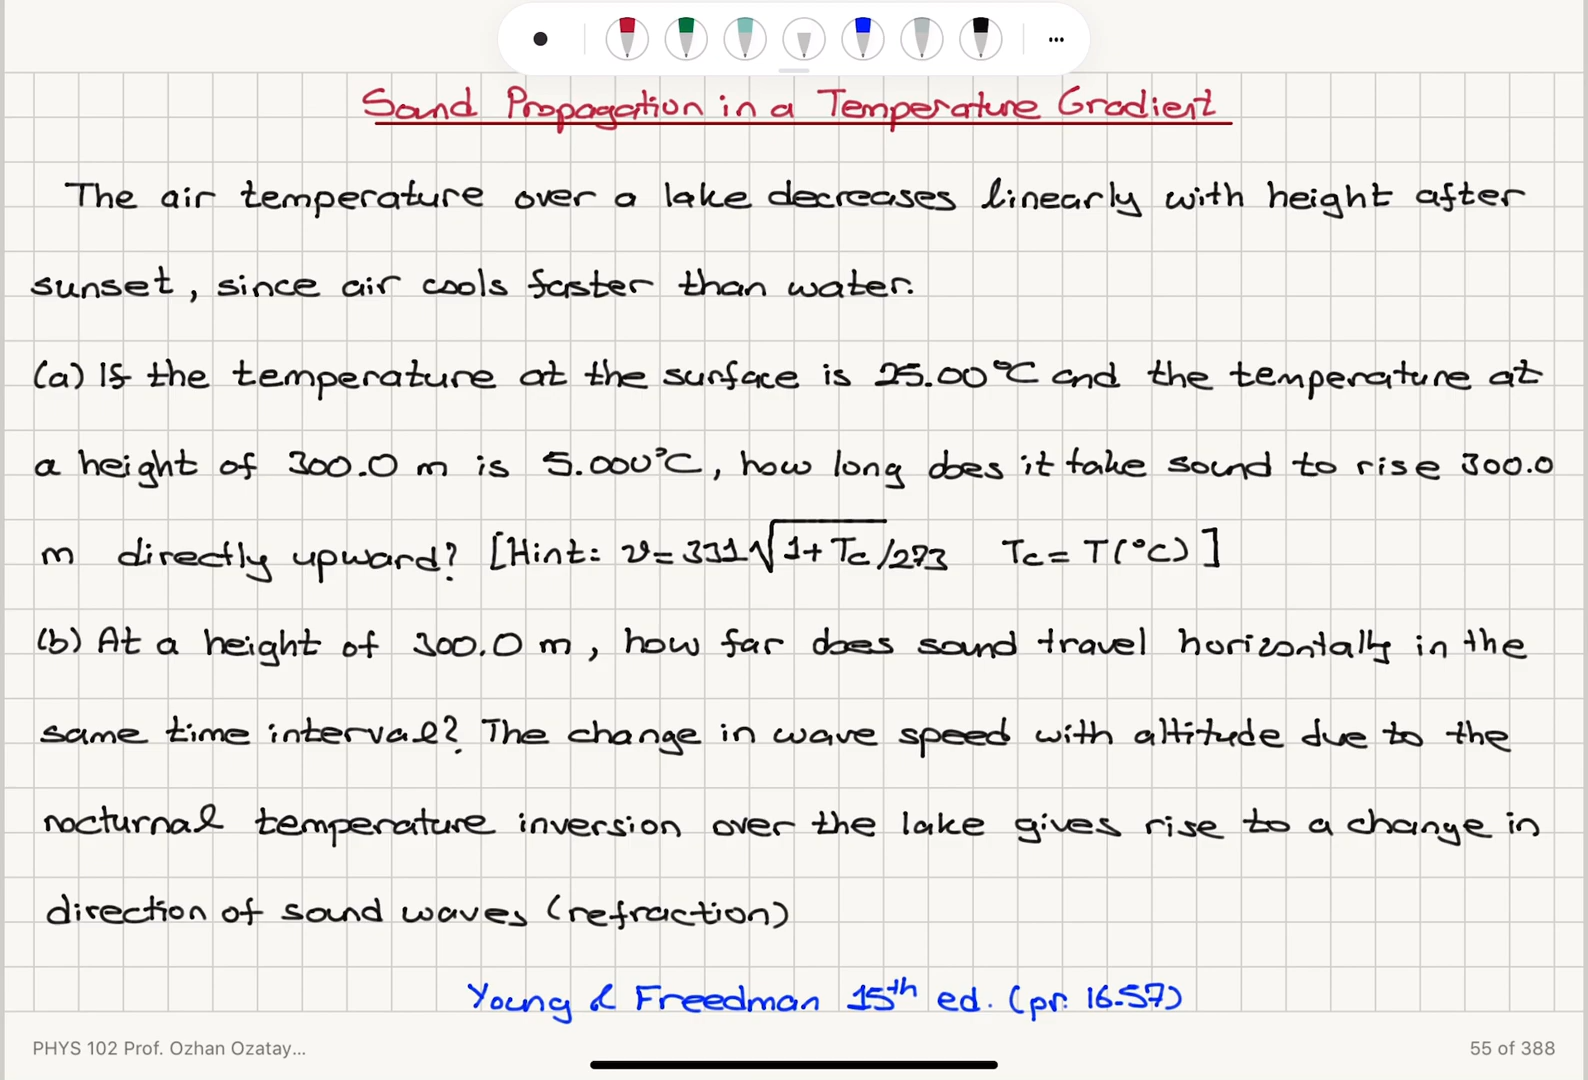 Sound Propagation in a Temperature Gradient
The air temperature over a lake decreases linearly with height after
sunset, since air cools faster than water.
(a) If the temperature at the surface is 25.00°C and the temperature at
a height of 300.0 m is 5.000°C, how long does it take sound to rise 300.0
m directly upward? [Hint: v = 331√1+Tc/273 Tc = T(°C)]
(b) At a height of 300.0 m, how far does sound travel horizontally in the
same time interval? The change in wave speed with altitude due to the
nocturnal temperature inversion over the lake gives rise to a change in
direction of sound waves (refraction)
Young & Freedman 15th ed. (pr. 16.57)
PHYS 102 Prof. Ozhan Ozatay...
55 of 388